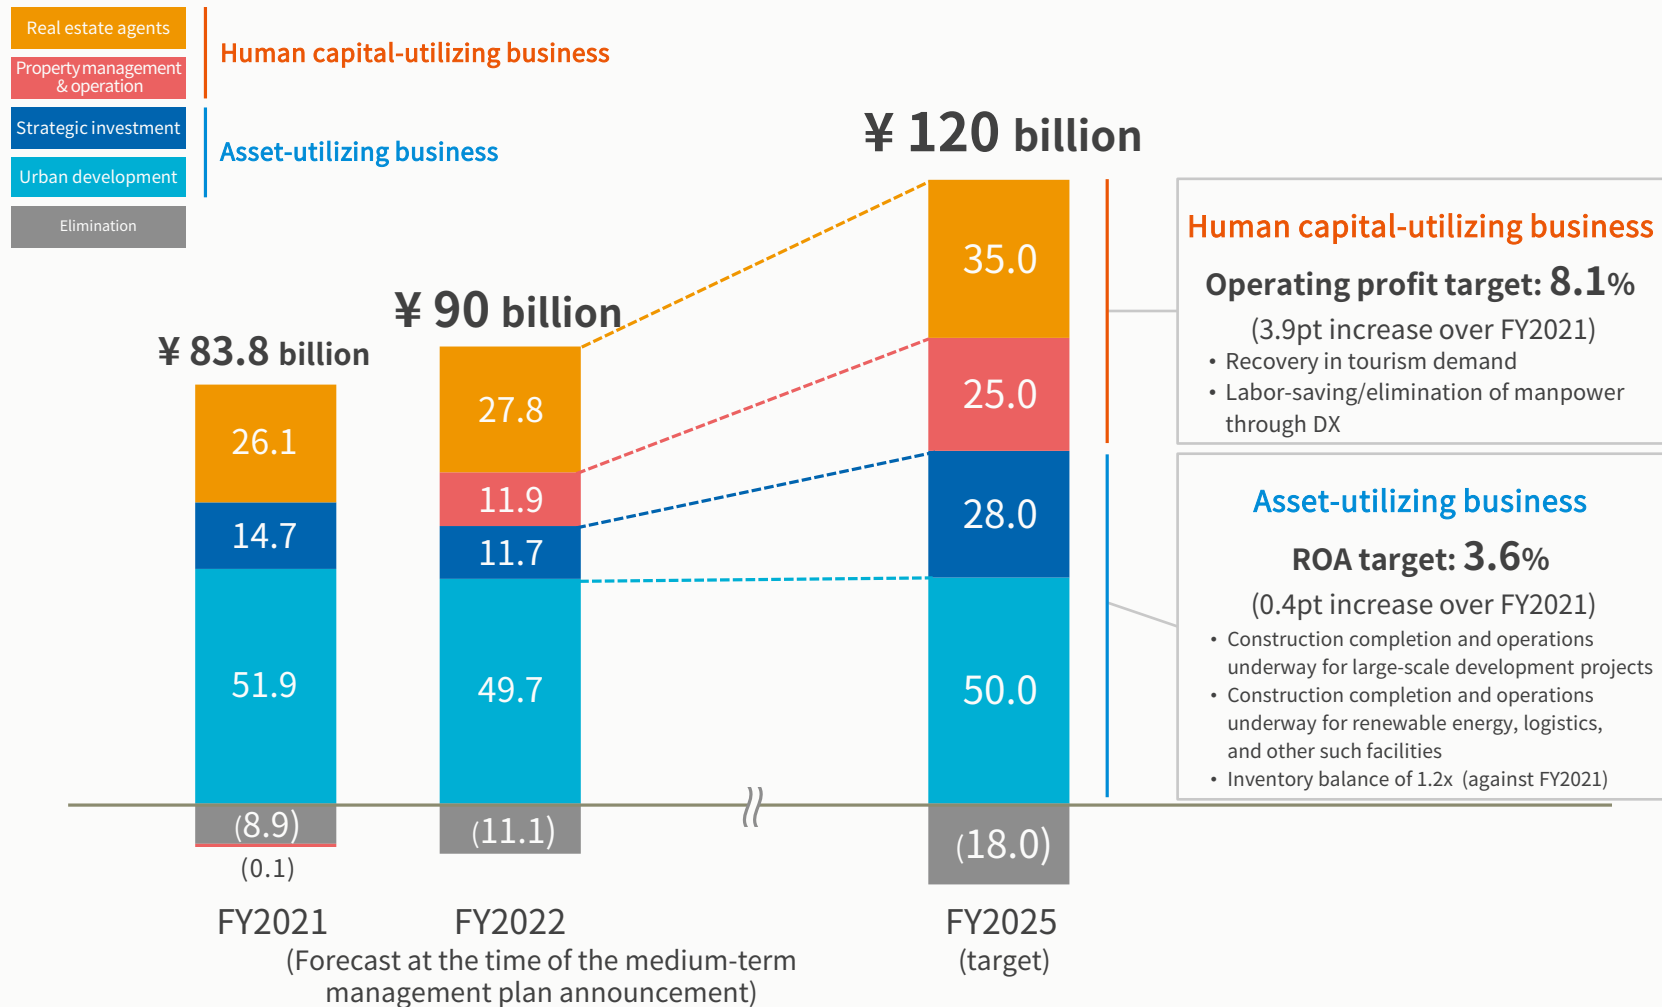 Real estate agents
Property management
& operation
Strategic investment
Urban development
Elimination
Human capital-utilizing business
Asset-utilizing business
¥ 83.8 billion
26.1
14.7
51.9
(8.9)
(0.1)
FY2021
¥ 90 billion
27.8
11.9
11.7
49.7
(11.1)
FY2022
(Forecast at the time of the medium-term
management plan announcement)
¥ 120 billion
35.0
25.0
28.0
50.0
(18.0)
FY2025
(target)
Human capital-utilizing business
Operating profit target: 8.1%
(3.9pt increase over FY2021)
• Recovery in tourism demand
• Labor-saving/elimination of manpower
through DX
Asset-utilizing business
ROA target: 3.6%
(0.4pt increase over FY2021)
• Construction completion and operations
underway for large-scale development projects
• Construction completion and operations
underway for renewable energy, logistics,
and other such facilities
• Inventory balance of 1.2x (against FY2021)